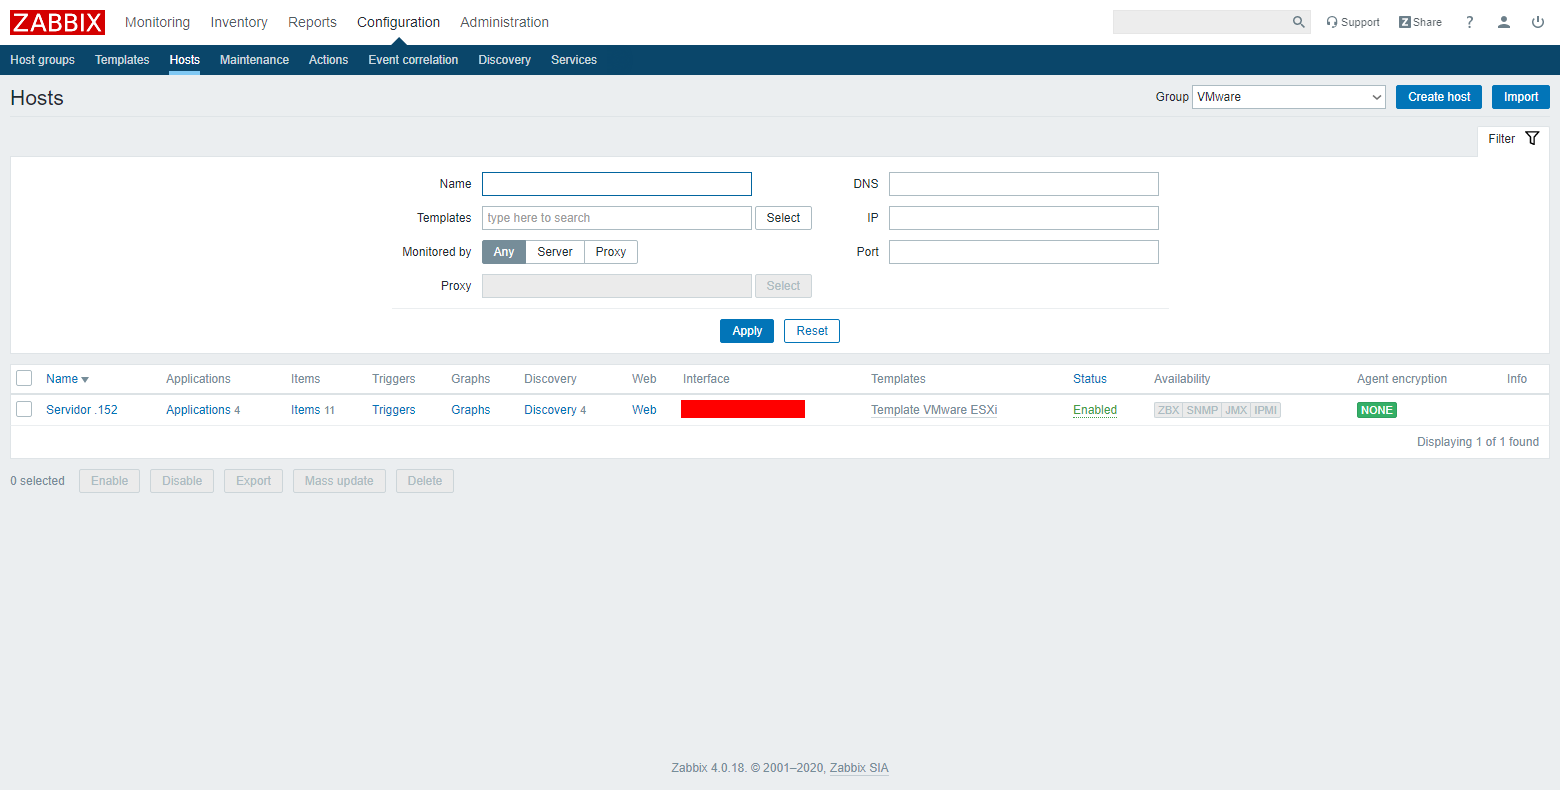 ZABBIX Monitoring Inventory Reports Configuration Administration Support Z Share ?
Host groups Templates Hosts Maintenance Actions Event correlation Discovery Services
Hosts Group VMware Create host Import
Filter
Name DNS
Templates type here to search Select IP
Monitored by Any Server Proxy Port
Proxy Select
Apply Reset
Name Applications Items Triggers Graphs Discovery Web Interface Templates Status Availability Agent encryption Info
Servidor .152 Applications 4 Items 11 Triggers Graphs Discovery 4 Web Template VMware ESXi Enabled ZBX SNMP JMX IPMI NONE
Displaying 1 of 1 found
0 selected Enable Disable Export Mass update Delete
Zabbix 4.0.18. © 2001–2020, Zabbix SIA